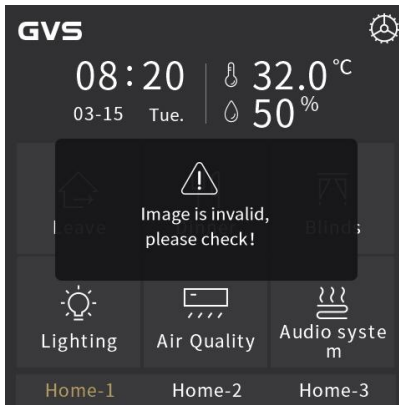 GVS
08:20
32.0 °C
03-15 Tue.
50 %
Image is invalid,
please check!
Leave
Blinds
Lighting
Air Quality
Audio syste
m
Home-1
Home-2
Home-3